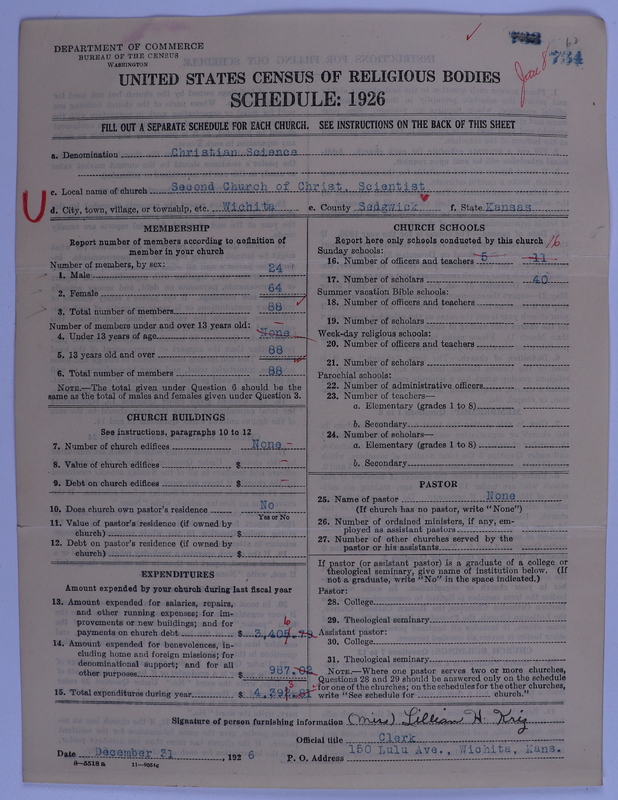 DEPARTMENT OF COMMERCE
BUREAU OF THE CENSUS
WASHINGTON
734
UNITED STATES CENSUS OF RELIGIOUS BODIES
SCHEDULE: 1926
FILL OUT A SEPARATE SCHEDULE FOR EACH CHURCH. SEE INSTRUCTIONS ON THE BACK OF THIS SHEET
a. Denomination Christian Science
c. Local name of church Second Church of Christ, Scientist
U
d. City, town, village, or township, etc. Wichita e. County Sedgwick f. State Kansas
MEMBERSHIP
Report number of members according to definition of member in your church
Number of members, by sex:
1. Male 24
2. Female 64
3. Total number of members 88
Number of members under and over 13 years old:
4. Under 13 years of age None
5. 13 years old and over 88
6. Total number of members 88
NOTE.—The total given under Question 6 should be the same as the total of males and females given under Question 3.
CHURCH BUILDINGS
See instructions, paragraphs 10 to 12
7. Number of church edifices None
8. Value of church edifices $ –
9. Debt on church edifices $ –
10. Does church own pastor's residence No
Yes or No
11. Value of pastor's residence (if owned by church) $
12. Debt on pastor's residence (if owned by church) $
EXPENDITURES
Amount expended by your church during last fiscal year
13. Amount expended for salaries, repairs, and other running expenses; for improvements or new buildings; and for payments on church debt $ 3,405.79 6
14. Amount expended for benevolences, including home and foreign missions; for denominational support; and for all other purposes $ 987.02
15. Total expenditures during year $ 4,392.81 3
CHURCH SCHOOLS
Report here only schools conducted by this church
Sunday schools:
16. Number of officers and teachers 5 11 16
17. Number of scholars 40
Summer vacation Bible schools:
18. Number of officers and teachers
19. Number of scholars
Week-day religious schools:
20. Number of officers and teachers
21. Number of scholars
Parochial schools:
22. Number of administrative officers
23. Number of teachers—
a. Elementary (grades 1 to 8)
b. Secondary
24. Number of scholars—
a. Elementary (grades 1 to 8)
b. Secondary
PASTOR
25. Name of pastor None
(If church has no pastor, write "None")
26. Number of ordained ministers, if any, employed as assistant pastors
27. Number of other churches served by the pastor or his assistants
If pastor (or assistant pastor) is a graduate of a college or theological seminary, give name of institution below. (If not a graduate, write "No" in the space indicated.)
Pastor:
28. College
29. Theological seminary
Assistant pastor:
30. College
31. Theological seminary
NOTE.—Where one pastor serves two or more churches, Questions 28 and 29 should be answered only on the schedule for one of the churches; on the schedules for the other churches, write "See schedule for church."
Signature of person furnishing information (Miss) Lillian H. Krig
Official title Clerk
Date December 31, 1926 P. O. Address 150 Lulu Ave., Wichita, Kans.
8—5518 a 11—9054g